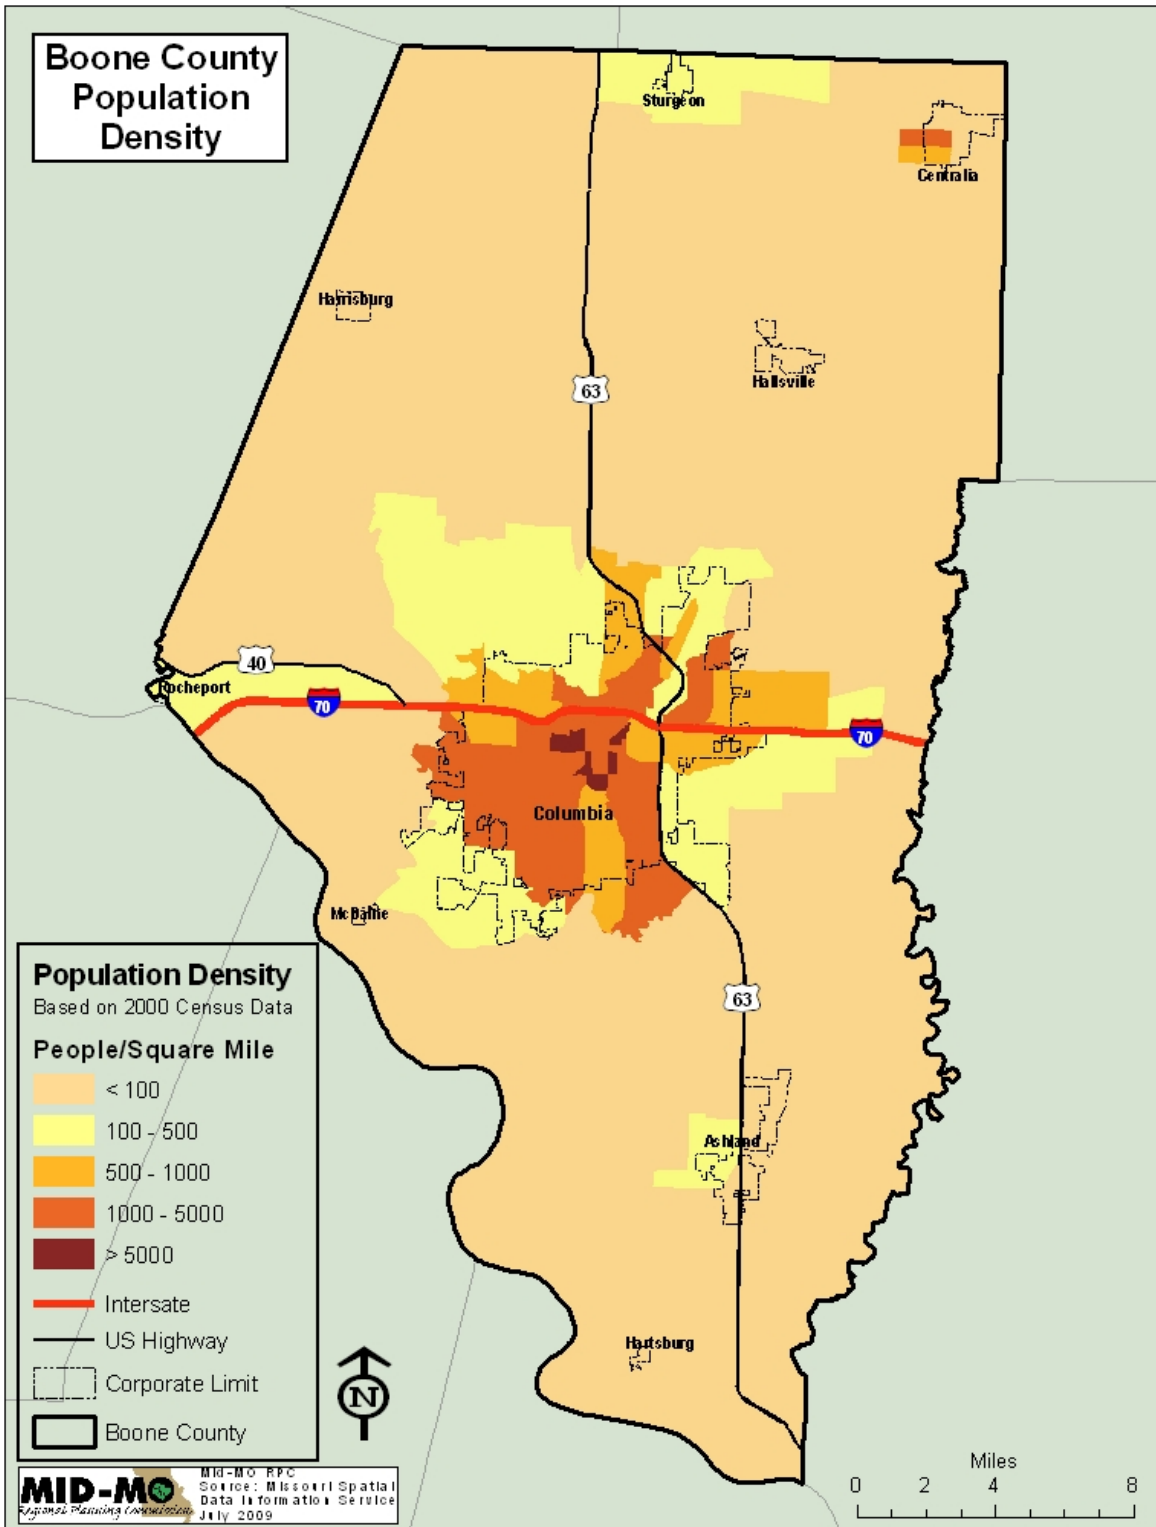 Boone County
Population
Density
Sturgeon
Centralia
Harrisburg
63
Hallsville
40
Rocheport
70
70
Columbia
McBaine
63
Ashland
Hartsburg
Population Density
Based on 2000 Census Data
People/Square Mile
< 100
100 - 500
500 - 1000
1000 - 5000
> 5000
Intersate
US Highway
Corporate Limit
Boone County
N
Miles
0 2 4 8
MID-MO
Regional Planning Commission
Mid-MO RPC
Source: Missouri Spatial
Data Information Service
July 2009